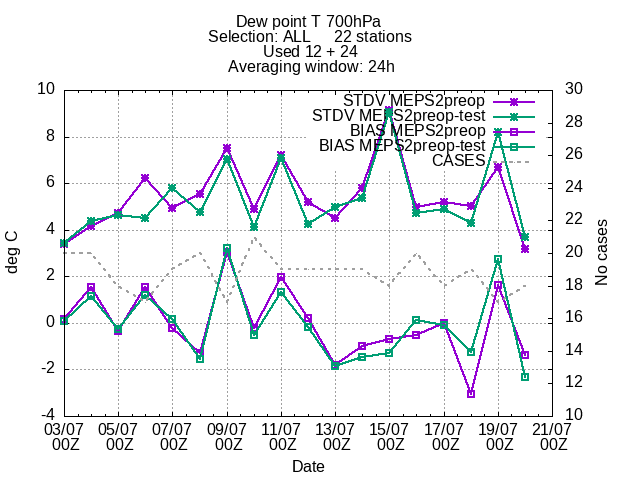 Dew point T 700hPa
Selection: ALL 22 stations
Used 12 + 24
Averaging window: 24h
10 30
STDV MEPS2preop
STDV MEPS2preop-test
8 28
BIAS MEPS2preop
BIAS MEPS2preop-test
26
CASES
6 24
4 22
deg C
No cases
20
2 18
0 16
14
-2 12
-4 10
03/07 05/07 07/07 09/07 11/07 13/07 15/07 17/07 19/07 21/07
00Z 00Z 00Z 00Z 00Z 00Z 00Z 00Z 00Z 00Z
Date